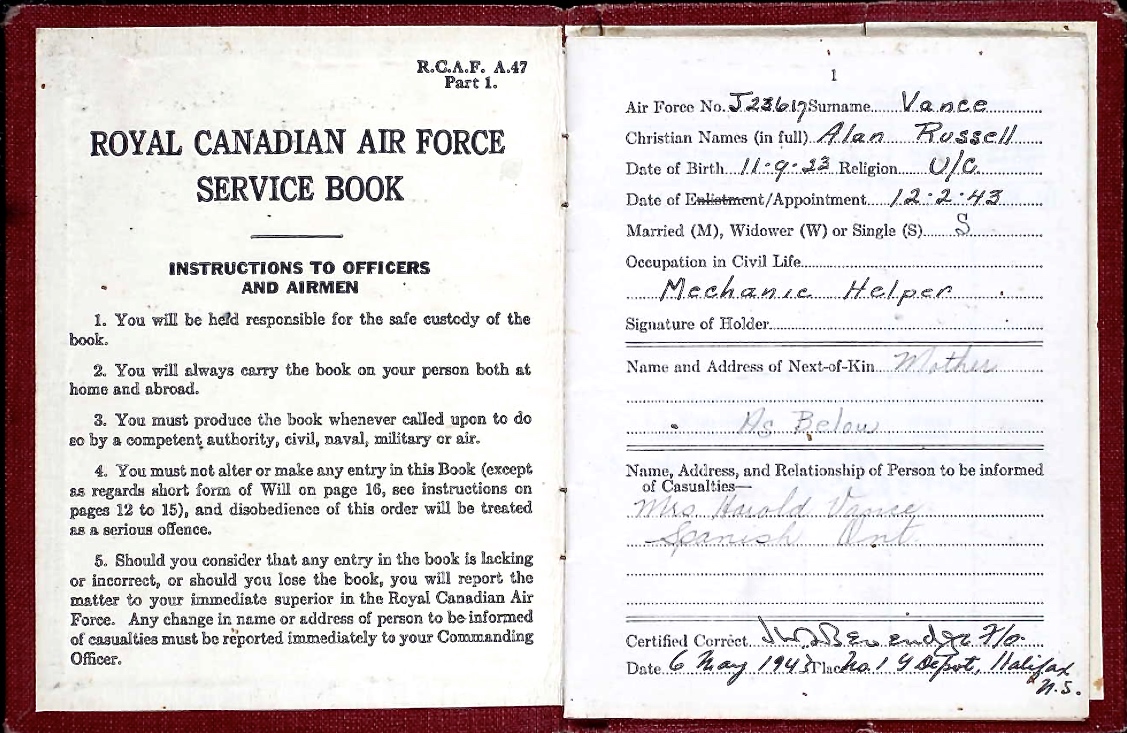 R.C.A.F. A.47
Part 1.
ROYAL CANADIAN AIR FORCE
SERVICE BOOK
INSTRUCTIONS TO OFFICERS
AND AIRMEN
1. You will be held responsible for the safe custody of the
book.
2. You will always carry the book on your person both at
home and abroad.
3. You must produce the book whenever called upon to do
so by a competent authority, civil, naval, military or air.
4. You must not alter or make any entry in this Book (except
as regards short form of Will on page 16, see instructions on
pages 12 to 15), and disobedience of this order will be treated
as a serious offence.
5. Should you consider that any entry in the book is lacking
or incorrect, or should you lose the book, you will report the
matter to your immediate superior in the Royal Canadian Air
Force. Any change in name or address of person to be informed
of casualties must be reported immediately to your Commanding
Officer.
1
Air Force No. J23617 Surname Vance
Christian Names (in full) Alan Russell
Date of Birth 11-9-23 Religion U/C
Date of Enlistment/Appointment 12-2-43
Married (M), Widower (W) or Single (S) S
Occupation in Civil Life
Mechanic Helper
Signature of Holder
Name and Address of Next-of-Kin Mother
As Below
Name, Address, and Relationship of Person to be informed
of Casualties—
Mrs Harold Vance
Spanish Ont
Certified Correct F/O
Date 6 May 1943 Place No. 1 Y Depot, Halifax
N.S.